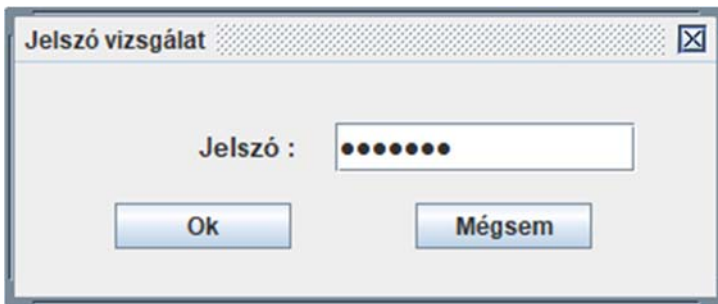 Jelszó vizsgálat
Jelszó : •••••••
Ok Mégsem